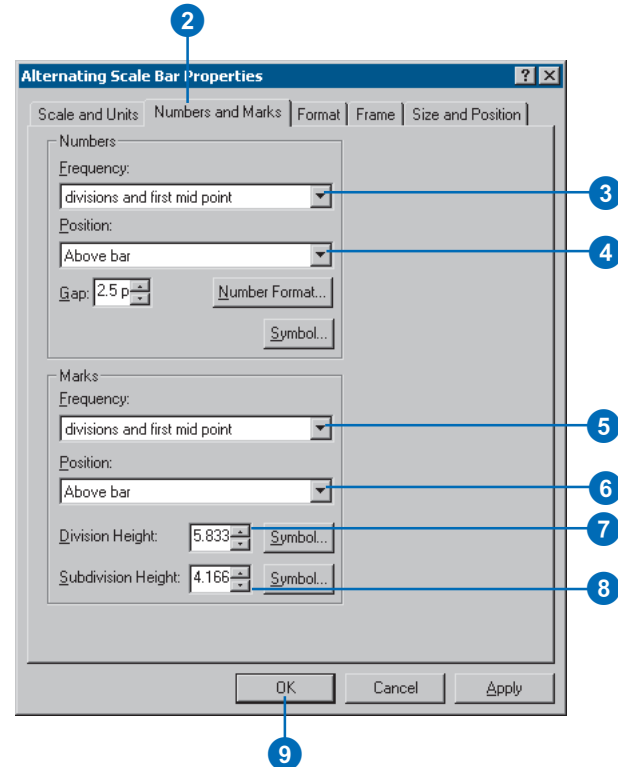 2
Alternating Scale Bar Properties
Scale and Units Numbers and Marks Format Frame Size and Position
Numbers
Frequency:
divisions and first mid point
3
Position:
Above bar
4
Gap: 2.5 p Number Format...
Symbol...
Marks
Frequency:
divisions and first mid point
5
Position:
Above bar
6
7
Division Height: 5.833 Symbol...
Subdivision Height: 4.166 Symbol...
8
OK Cancel Apply
9